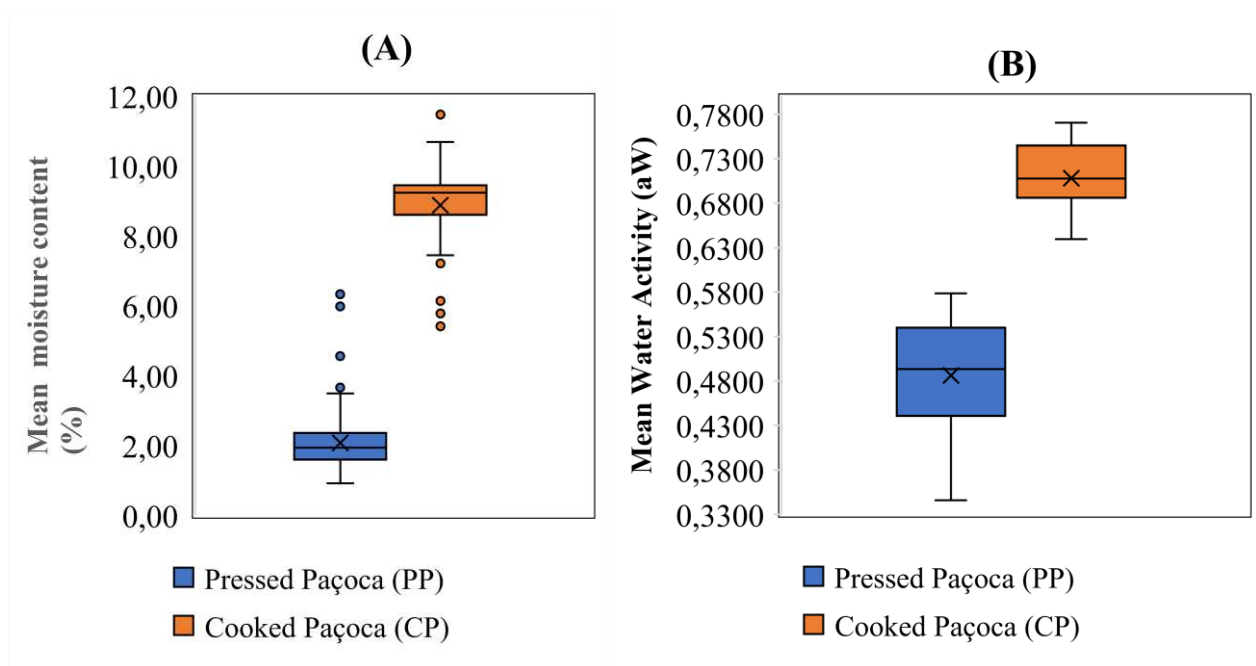 (A)
Mean moisture content
(%)
12,00
10,00
8,00
6,00
4,00
2,00
0,00
Pressed Paçoca (PP)
Cooked Paçoca (CP)
(B)
Mean Water Activity (aW)
0,7800
0,7300
0,6800
0,6300
0,5800
0,5300
0,4800
0,4300
0,3800
0,3300
Pressed Paçoca (PP)
Cooked Paçoca (CP)